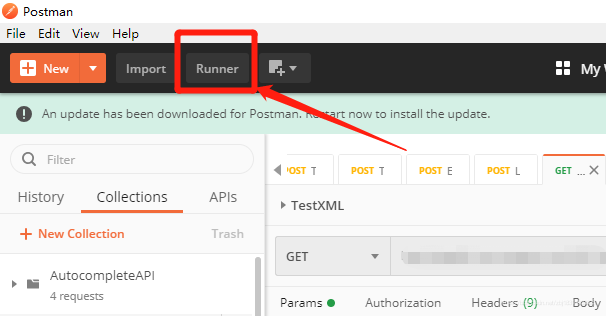 Postman
File Edit View Help
New Import Runner My W
An update has been downloaded for Postman. Restart now to install the update.
Filter
POST T POST T POST E POST L GET ...
History Collections APIs
TestXML
New Collection Trash
GET
AutocompleteAPI
4 requests
Params Authorization Headers (9) Body